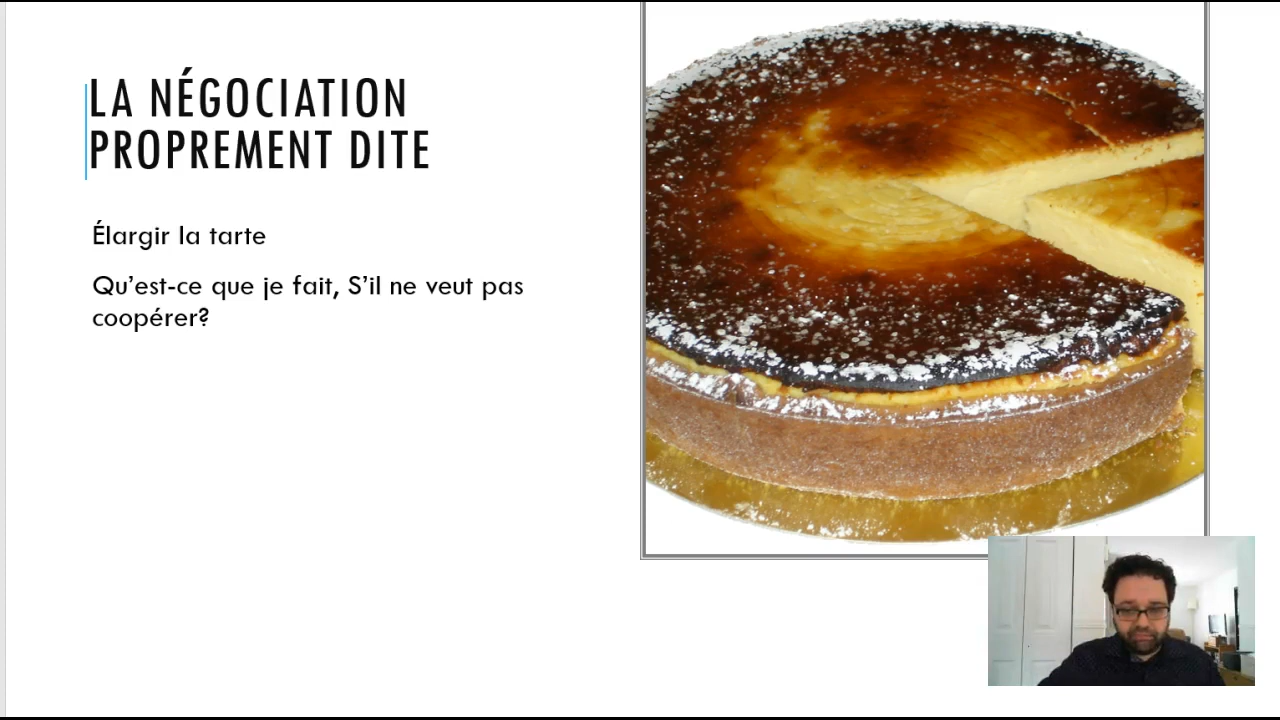 LA NÉGOCIATION
PROPREMENT DITE
Élargir la tarte
Qu'est-ce que je fait, S'il ne veut pas
coopérer?